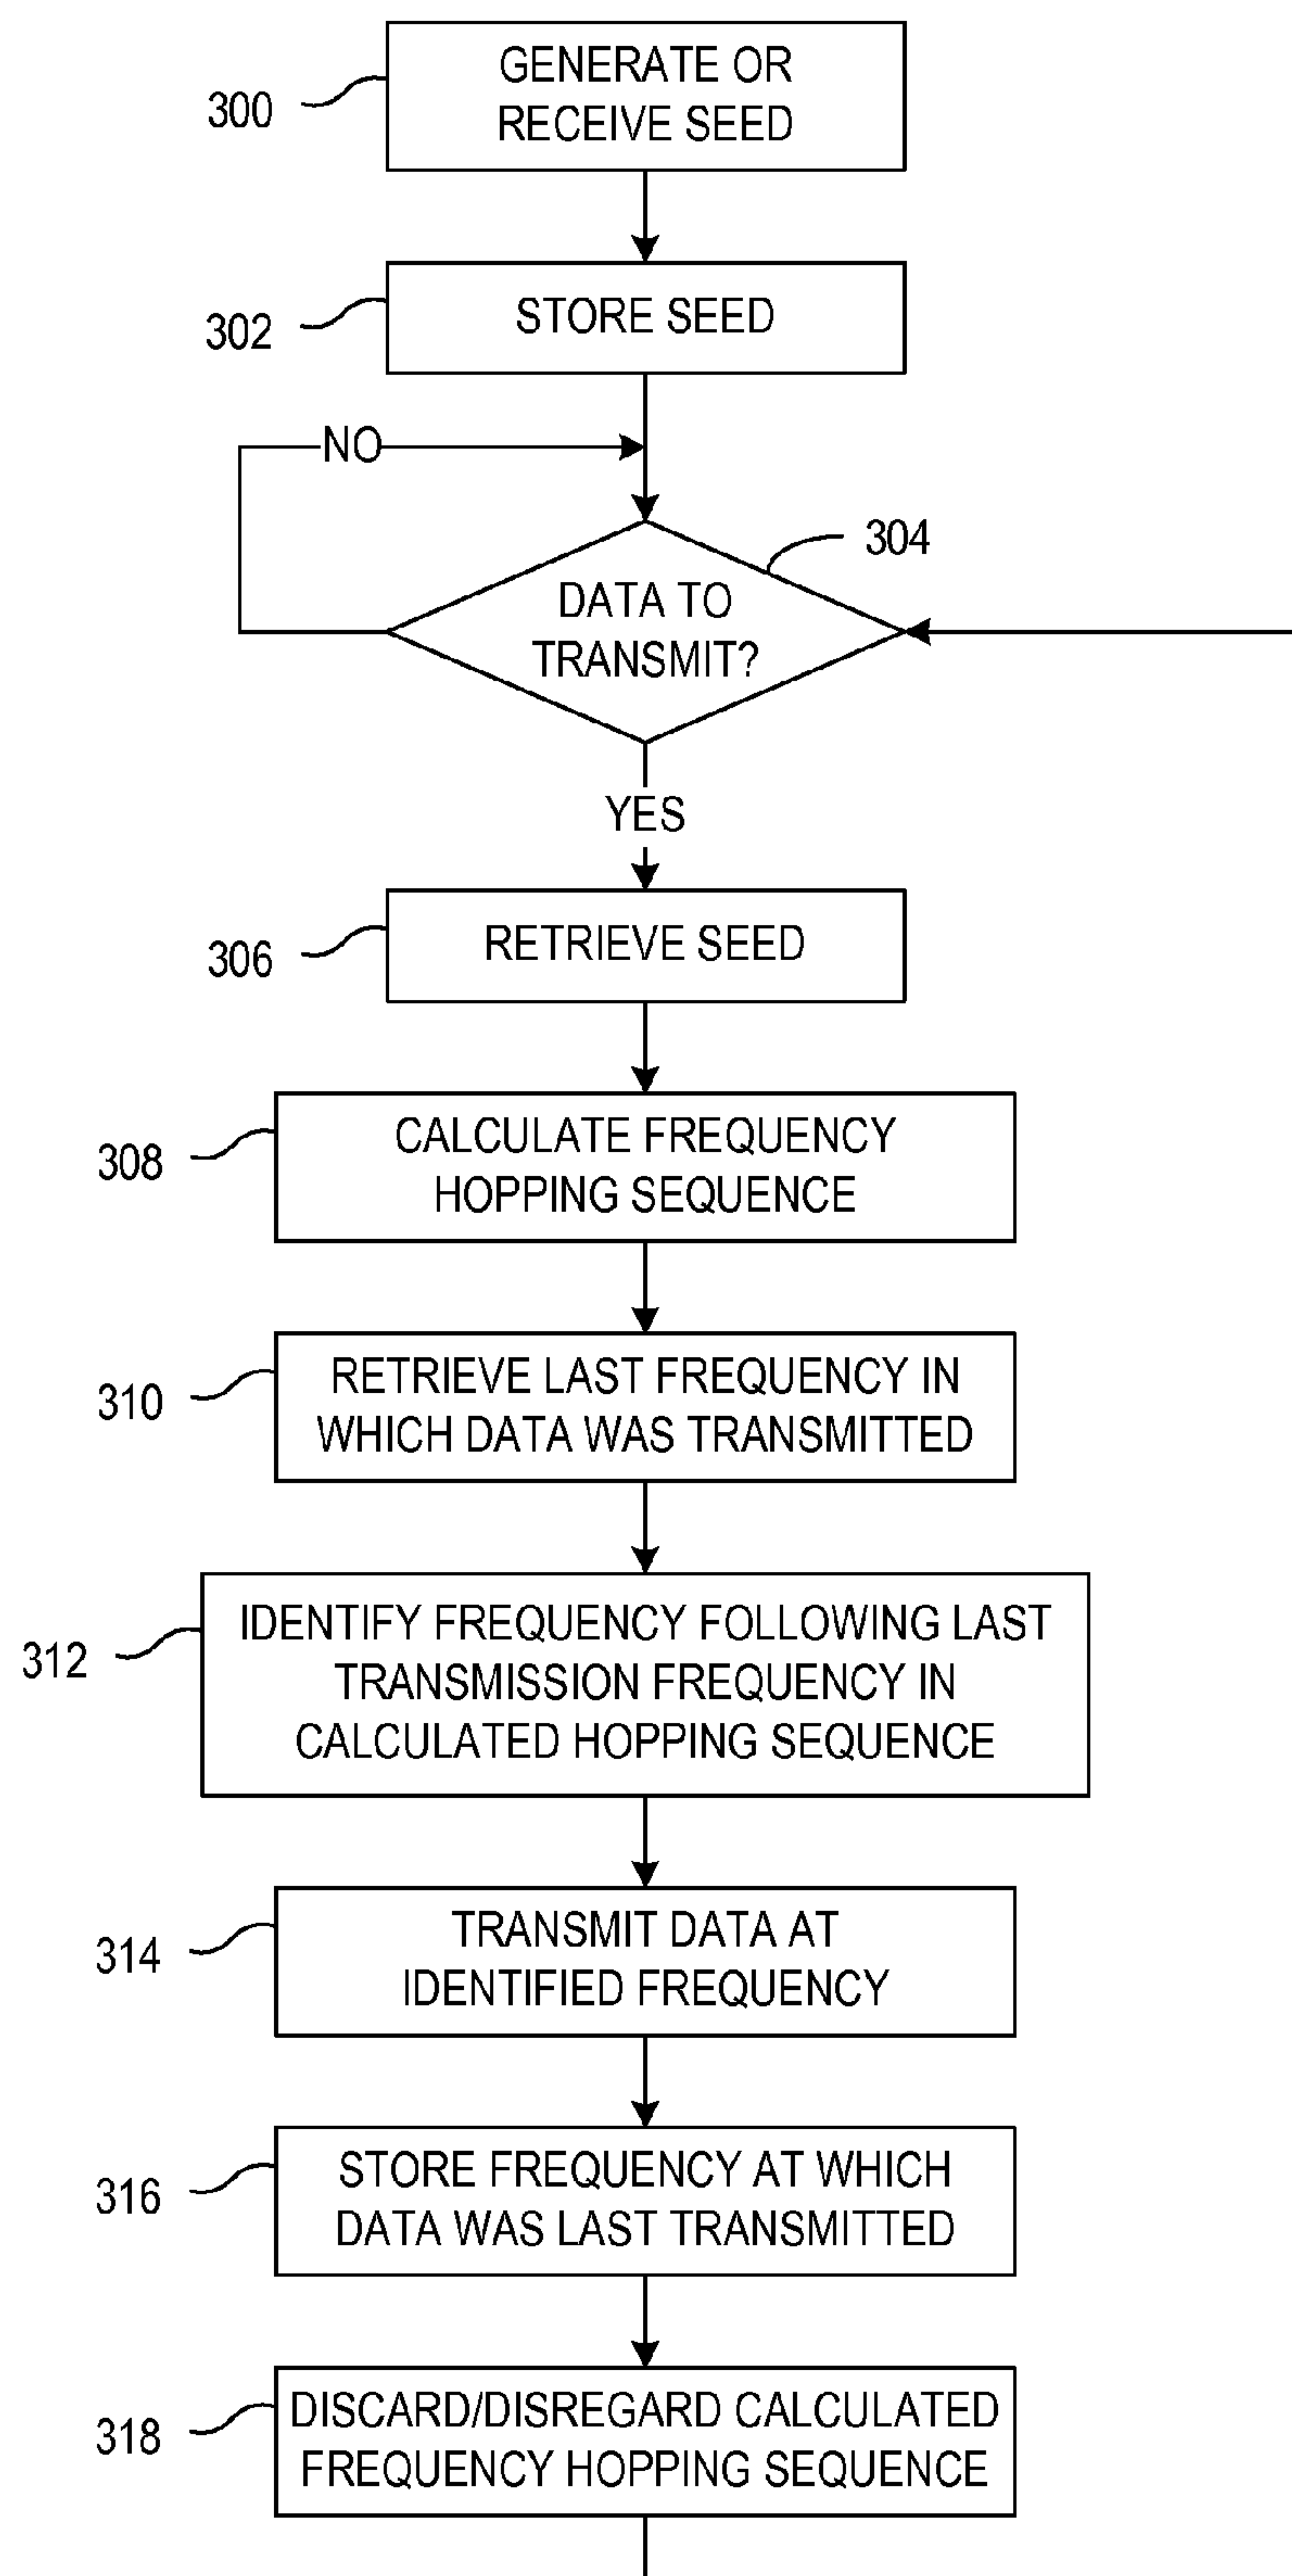 GENERATE OR
RECEIVE SEED
300
STORE SEED
302
NO
304
DATA TO
TRANSMIT?
YES
RETRIEVE SEED
306
CALCULATE FREQUENCY
HOPPING SEQUENCE
308
RETRIEVE LAST FREQUENCY IN
WHICH DATA WAS TRANSMITTED
310
IDENTIFY FREQUENCY FOLLOWING LAST
TRANSMISSION FREQUENCY IN
CALCULATED HOPPING SEQUENCE
312
TRANSMIT DATA AT
IDENTIFIED FREQUENCY
314
STORE FREQUENCY AT WHICH
DATA WAS LAST TRANSMITTED
316
DISCARD/DISREGARD CALCULATED
FREQUENCY HOPPING SEQUENCE
318